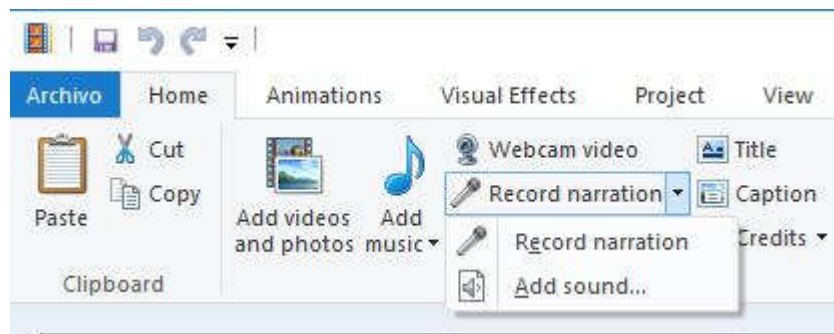 Archivo Home Animations Visual Effects Project View
Cut
Copy
Paste
Clipboard
Add videos
and photos
Add
music
Webcam video
Record narration
Record narration
Add sound...
Title
Caption
Credits